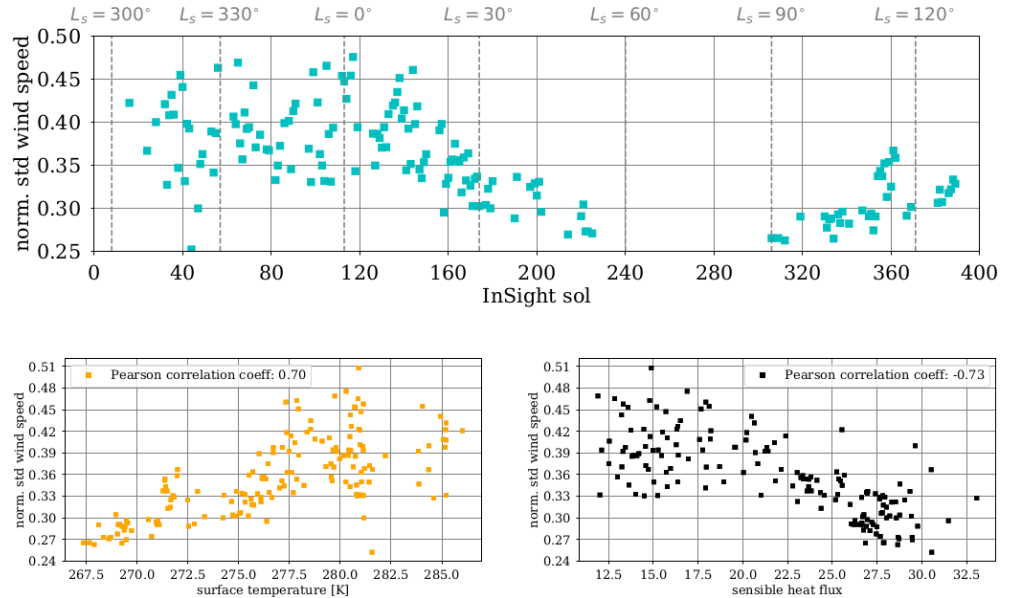 L_s = 300° L_s = 330° L_s = 0° L_s = 30° L_s = 60° L_s = 90° L_s = 120°
norm. std wind speed
0.50
0.45
0.40
0.35
0.30
0.25
0 40 80 120 160 200 240 280 320 360 400
InSight sol
norm. std wind speed
0.51
0.48
0.45
0.42
0.39
0.36
0.33
0.30
0.27
0.24
Pearson correlation coeff: 0.70
267.5 270.0 272.5 275.0 277.5 280.0 282.5 285.0
surface temperature [K]
norm. std wind speed
0.51
0.48
0.45
0.42
0.39
0.36
0.33
0.30
0.27
0.24
Pearson correlation coeff: -0.73
12.5 15.0 17.5 20.0 22.5 25.0 27.5 30.0 32.5
sensible heat flux